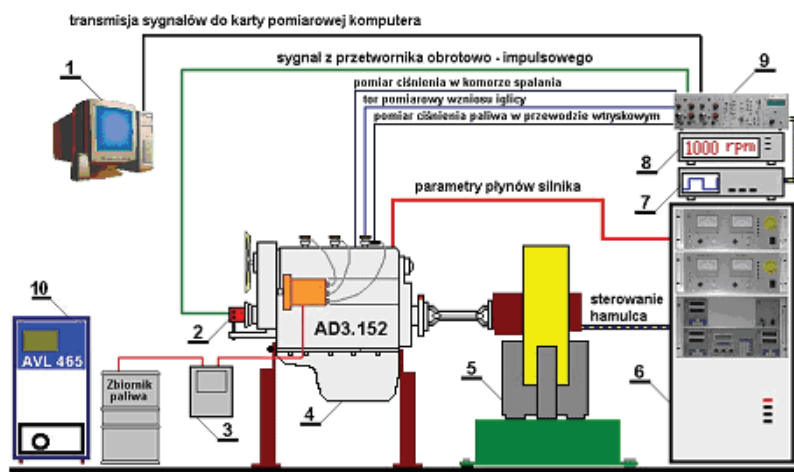 transmisja sygnałów do karty pomiarowej komputera
1
sygnał z przetwornika obrotowo - impulsowego
9
pomiar ciśnienia w komorze spalania
tor pomiarowy wzniosu iglicy
pomiar ciśnienia paliwa w przewodzie wtryskowym
1000 rpm
8
parametry płynów silnika
7
10
2
AD3.152
sterowanie
hamulca
AVL 465
Zbiornik
paliwa
3
4
5
6